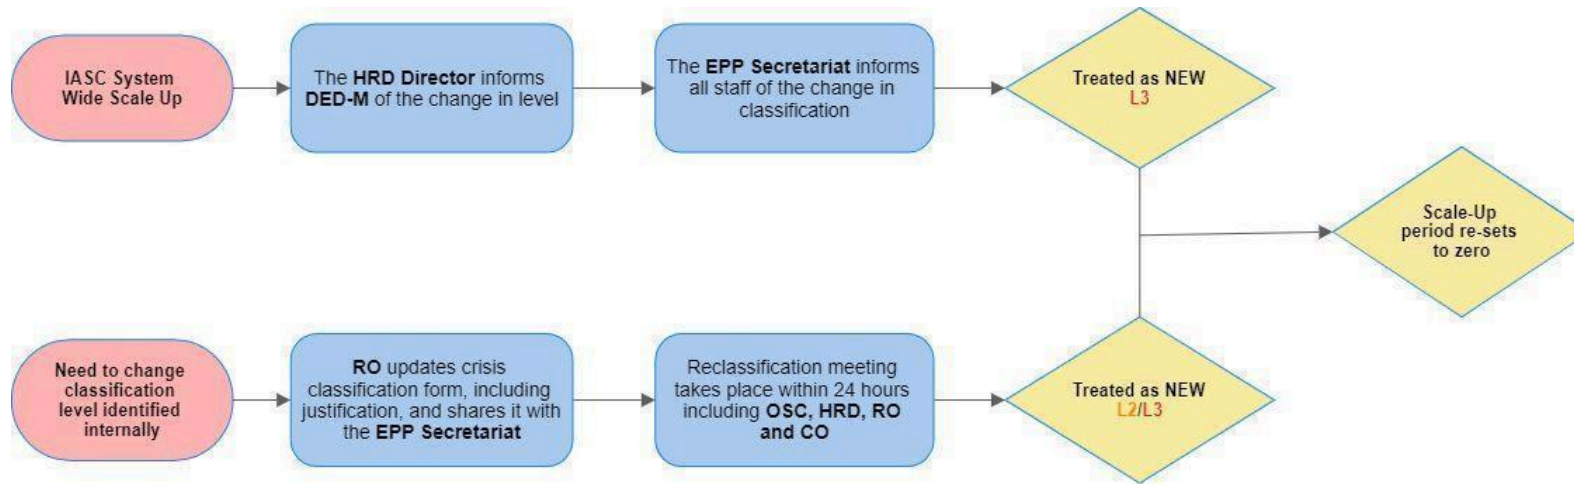 IASC System
Wide Scale Up
The HRD Director informs
DED-M of the change in level
The EPP Secretariat informs
all staff of the change in
classification
Treated as NEW
L3
Scale-Up
period re-sets
to zero
Need to change
classification
level identified
internally
RO updates crisis
classification form, including
justification, and shares it with
the EPP Secretariat
Reclassification meeting
takes place within 24 hours
including OSC, HRD, RO
and CO
Treated as NEW
L2/L3